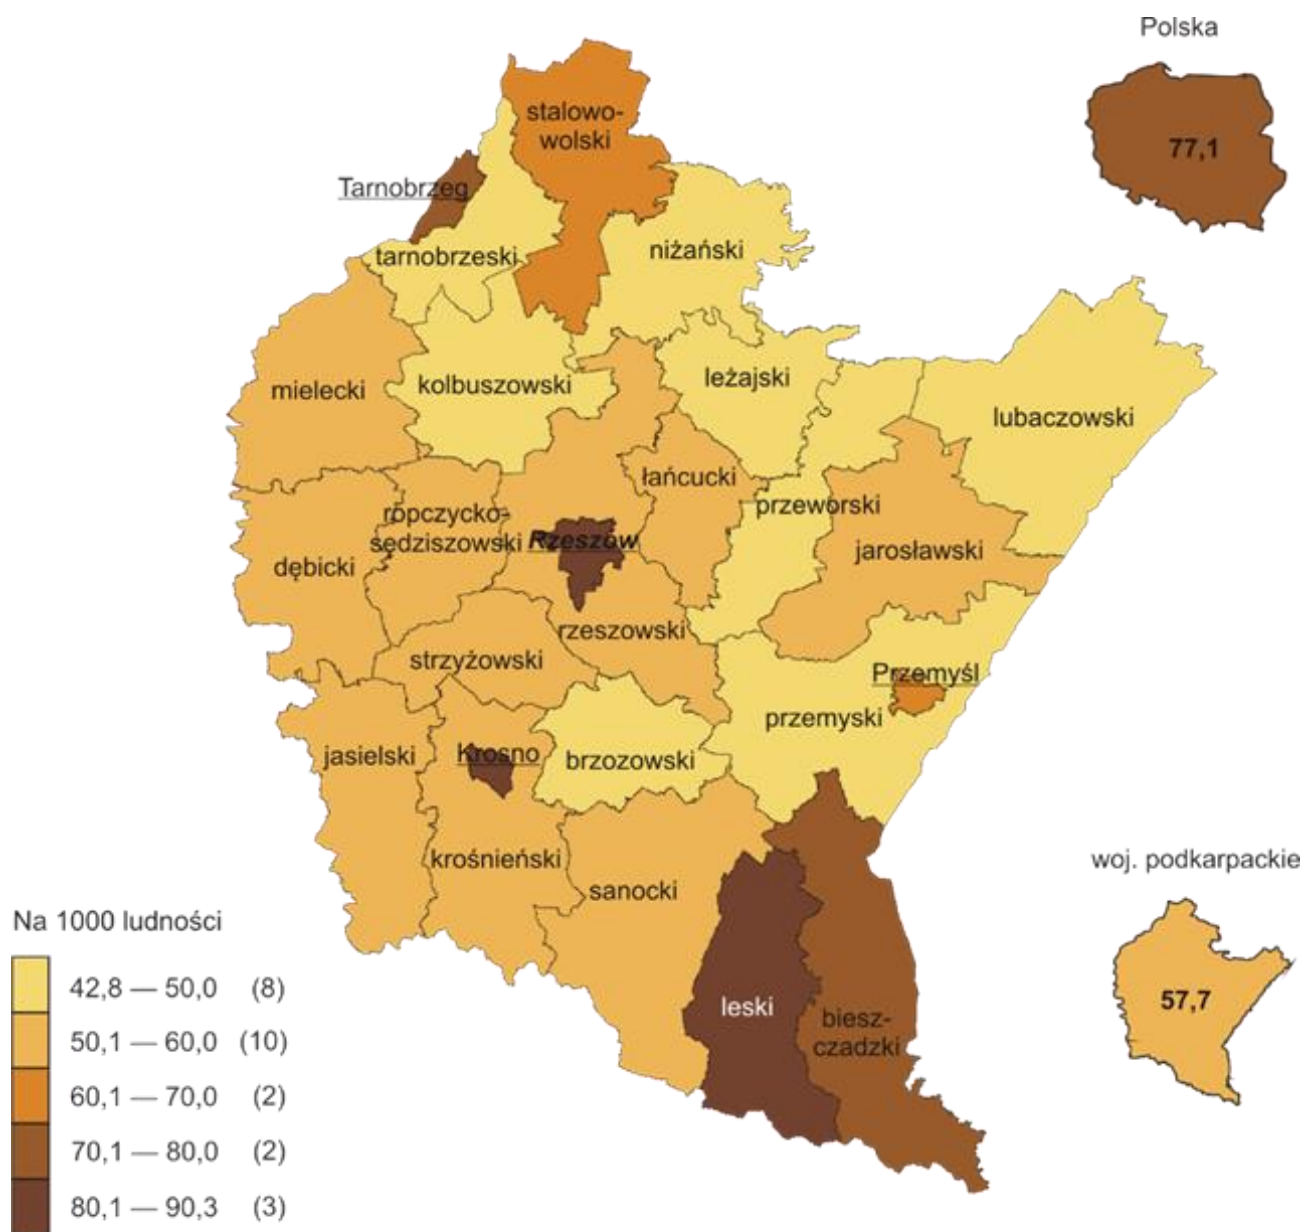 Polska
77,1
stalowo-
wolski
Tarnobrzeg
tarnobrzeski
niżański
mielecki
kolbuszowski
leżajski
lubaczowski
łańcucki
przeworski
ropczycko-
sędziszowski
Rzeszów
jarosławski
dębicki
rzeszowski
strzyżowski
Przemyśl
przemyski
jasielski
Krosno
brzozowski
krośnieński
sanocki
woj. podkarpackie
57,7
leski
biesz-
czadzki
Na 1000 ludności
42,8 — 50,0 (8)
50,1 — 60,0 (10)
60,1 — 70,0 (2)
70,1 — 80,0 (2)
80,1 — 90,3 (3)